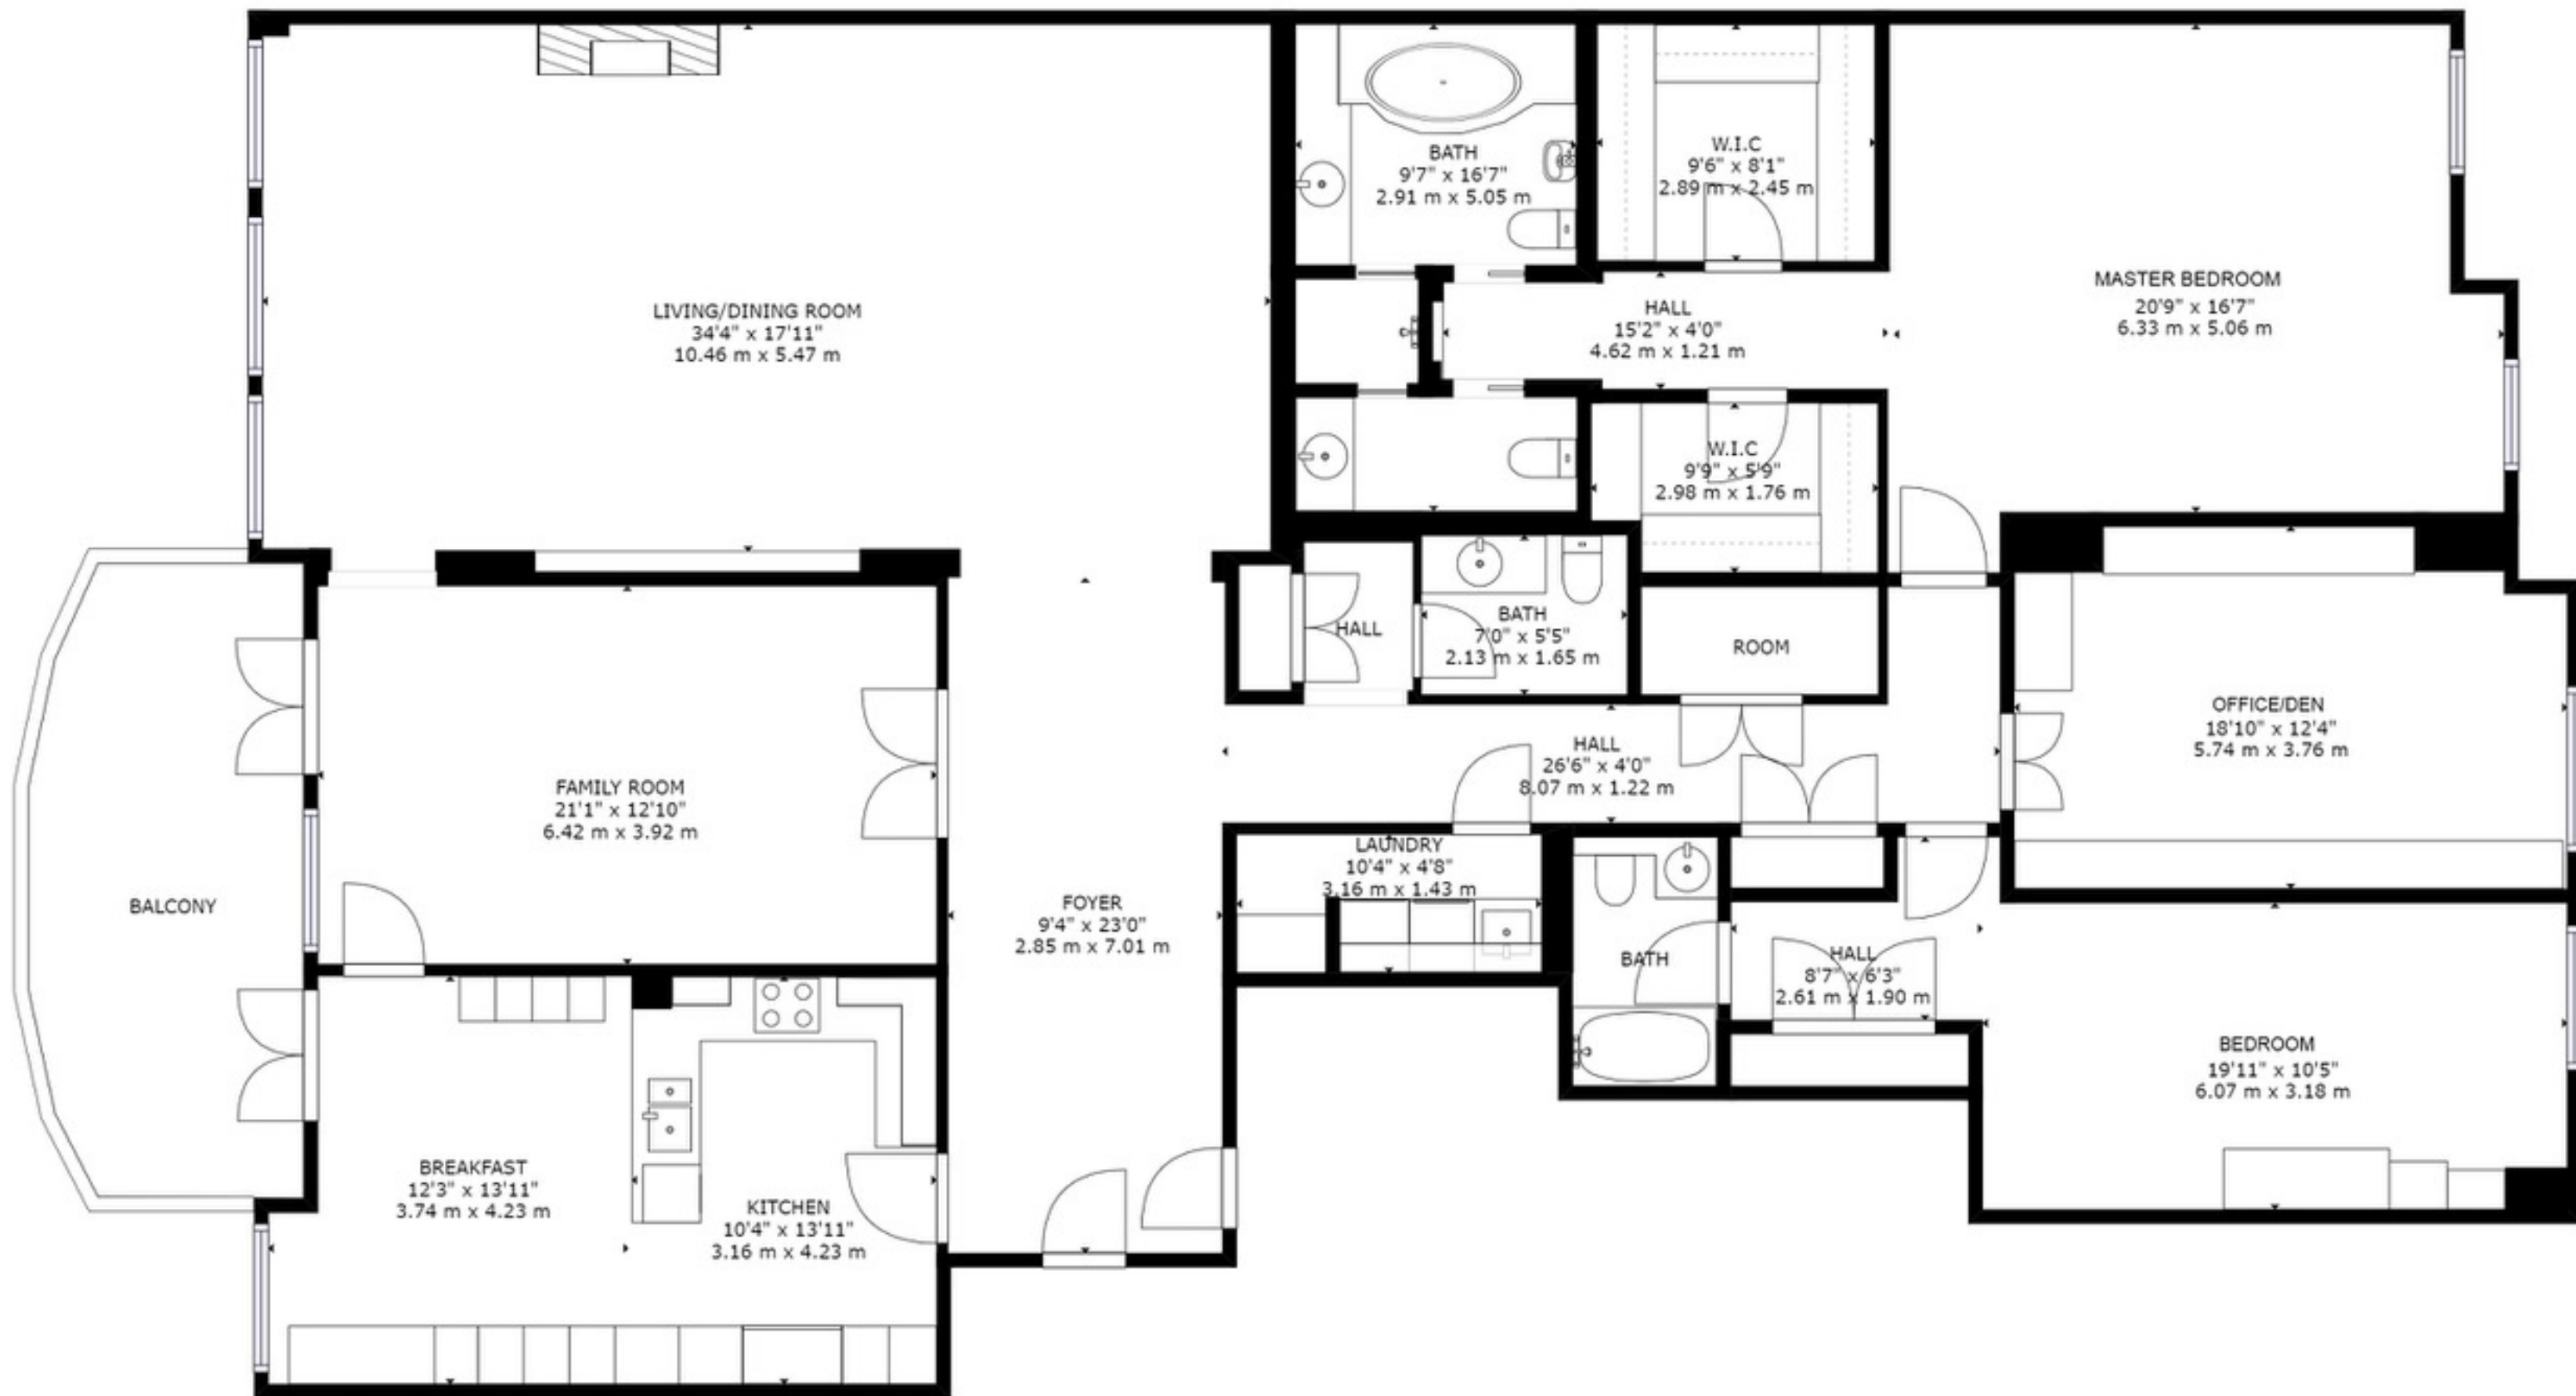 BATH
9'7" x 16'7"
2.91 m x 5.05 m
W.I.C
9'6" x 8'1"
2.89 m x 2.45 m
MASTER BEDROOM
20'9" x 16'7"
6.33 m x 5.06 m
LIVING/DINING ROOM
34'4" x 17'11"
10.46 m x 5.47 m
HALL
15'2" x 4'0"
4.62 m x 1.21 m
W.I.C
9'9" x 5'9"
2.98 m x 1.76 m
HALL
BATH
7'0" x 5'5"
2.13 m x 1.65 m
ROOM
OFFICE/DEN
18'10" x 12'4"
5.74 m x 3.76 m
HALL
26'6" x 4'0"
8.07 m x 1.22 m
FAMILY ROOM
21'1" x 12'10"
6.42 m x 3.92 m
LAUNDRY
10'4" x 4'8"
3.16 m x 1.43 m
BALCONY
FOYER
9'4" x 23'0"
2.85 m x 7.01 m
BATH
HALL
8'7" x 6'3"
2.61 m x 1.90 m
BEDROOM
19'11" x 10'5"
6.07 m x 3.18 m
BREAKFAST
12'3" x 13'11"
3.74 m x 4.23 m
KITCHEN
10'4" x 13'11"
3.16 m x 4.23 m